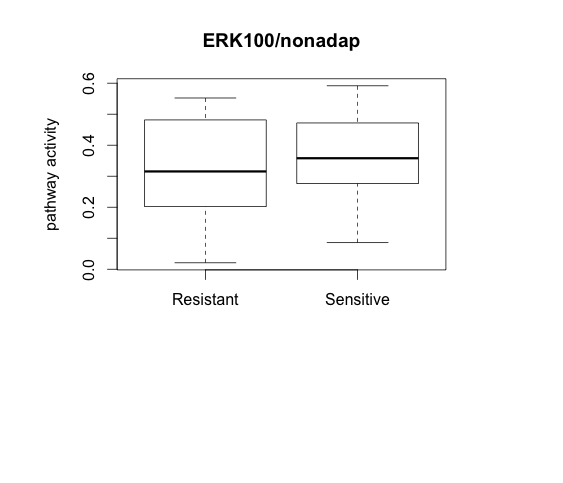 ERK100/nonadap
pathway activity
0.6
0.4
0.2
0.0
Resistant Sensitive